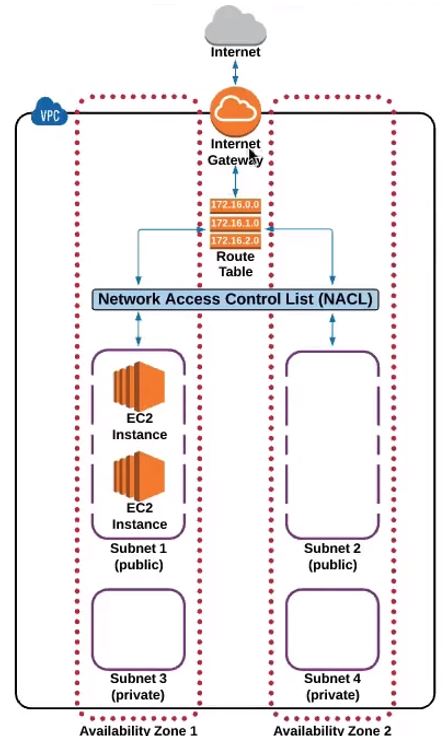 Internet
VPC
Internet
Gateway
172.16.0.0
172.16.1.0
172.16.2.0
Route
Table
Network Access Control List (NACL)
EC2
Instance
EC2
Instance
Subnet 1
(public)
Subnet 2
(public)
Subnet 3
(private)
Subnet 4
(private)
Availability Zone 1
Availability Zone 2